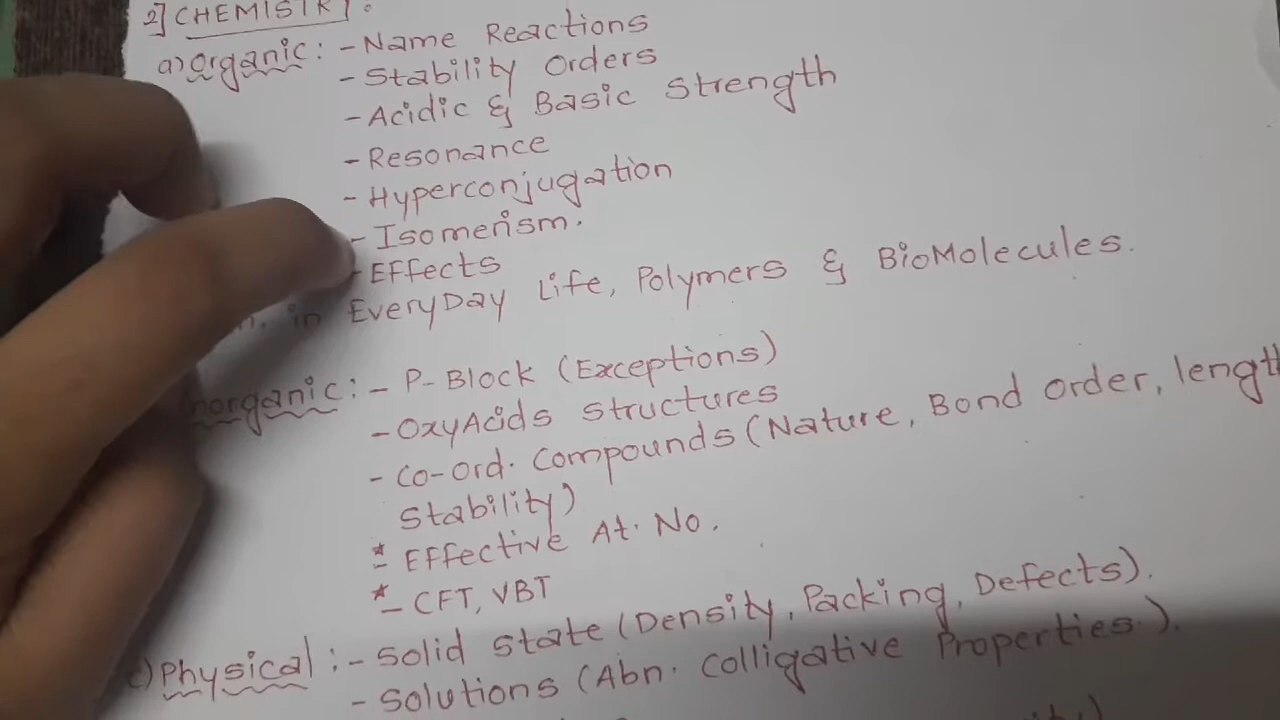 2] CHEMISTRY:
a) Organic: - Name Reactions
- Stability Orders
- Acidic & Basic Strength
- Resonance
- Hyperconjugation
- Isomerism.
- EFFects
in EveryDay Life, Polymers & BioMolecules.
norganic: - P-Block (Exceptions)
- OxyAcids Structures
- Co-ord. Compounds (Nature, Bond order, length
Stability)
*- EFFective At. No.
*- CFT, VBT
c) Physical: - Solid State (Density, Packing, Defects).
- Solutions (Abn. Colligative Properties.).